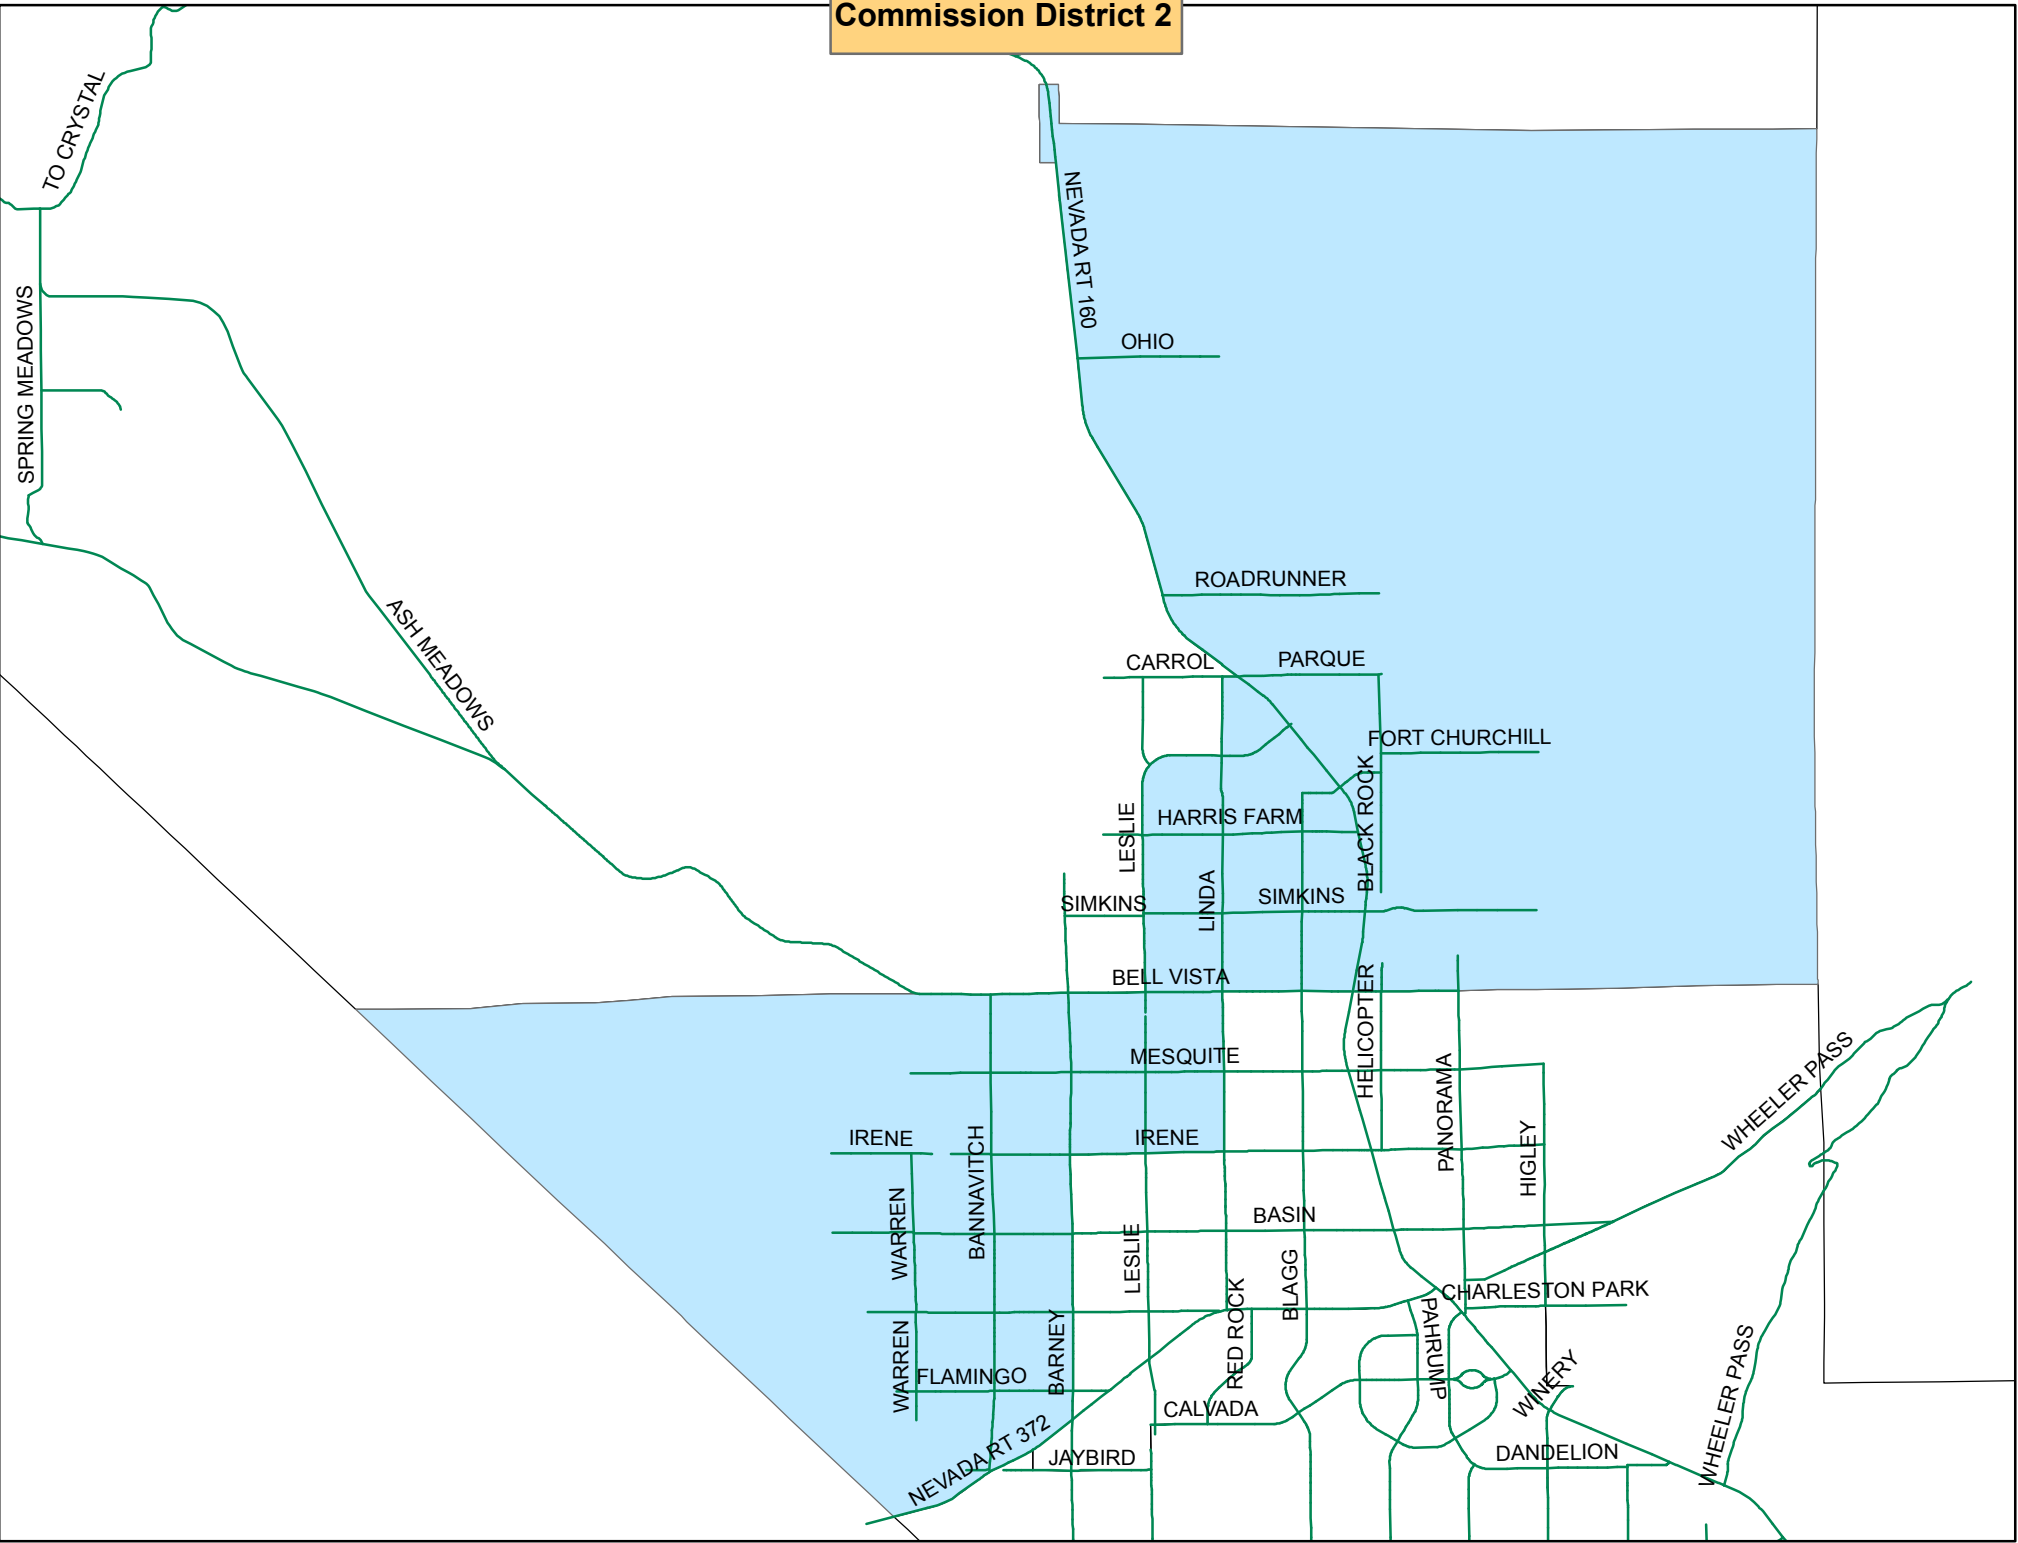 Commission District 2
TO CRYSTAL
NEVADA RT 160
SPRING MEADOWS
OHIO
ROADRUNNER
ASH MEADOWS
CARROL
PARQUE
FORT CHURCHILL
BLACK ROCK
LESLIE
HARRIS FARM
LINDA
SIMKINS
SIMKINS
BELL VISTA
HELICOPTER
MESQUITE
PANORAMA
WHEELER PASS
IRENE
IRENE
BANNAVITCH
HIGLEY
WARREN
BASIN
LESLIE
BLAGG
RED ROCK
CHARLESTON PARK
PAHRUMP
WARREN
BARNEY
FLAMINGO
WINERY
WHEELER PASS
CALVADA
NEVADA RT 372
JAYBIRD
DANDELION